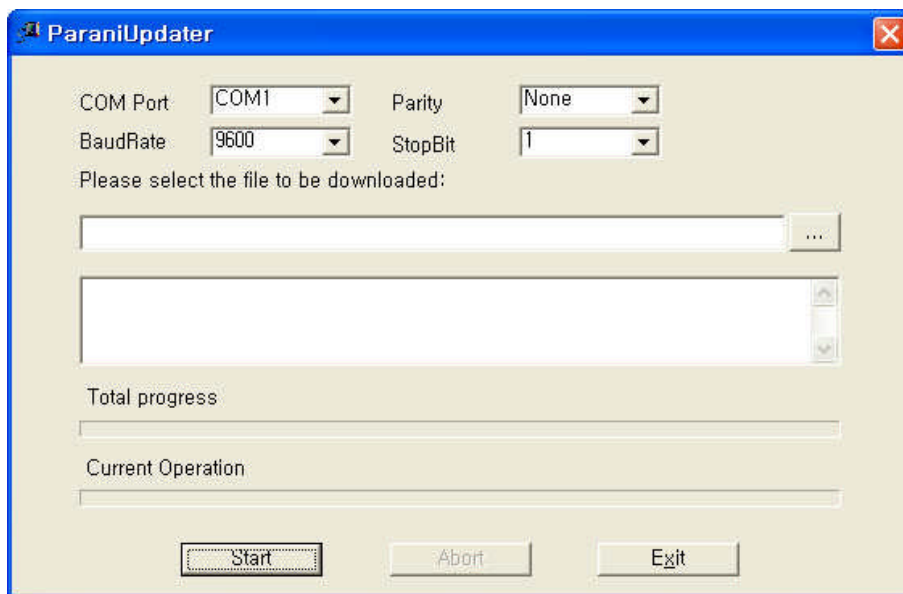 ParaniUpdater
COM Port COM1 Parity None
BaudRate 9600 StopBit 1
Please select the file to be downloaded:
...
Total progress
Current Operation
Start Abort Exit